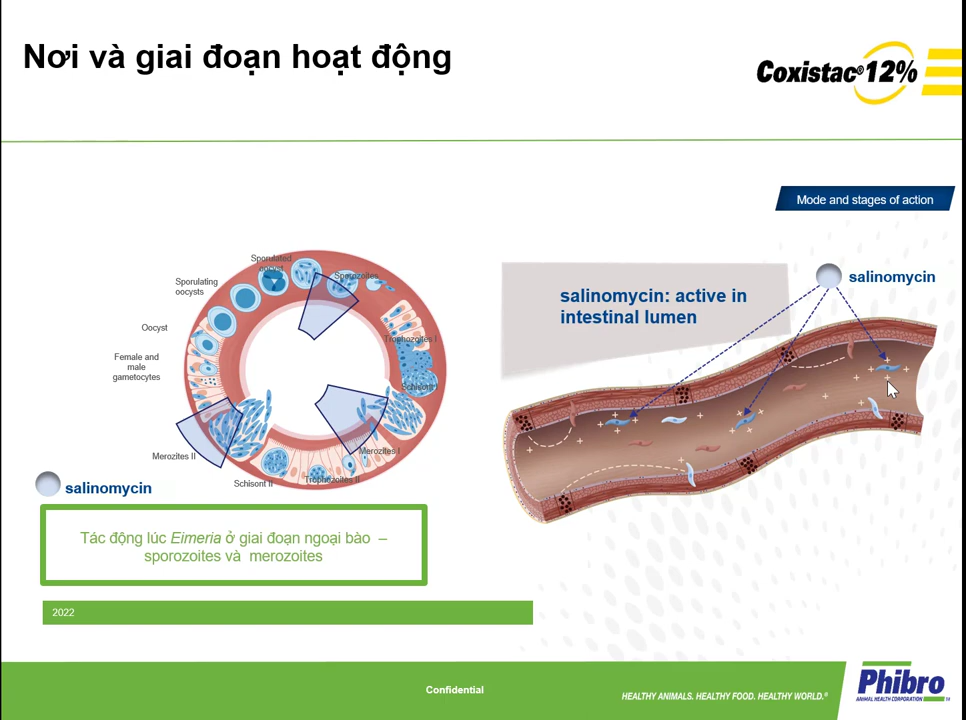 Nơi và giai đoạn hoạt động
Coxistac® 12%
Mode and stages of action
Sporulated
oocyst
Sporozoites
Sporulating
oocysts
Oocyst
Trophozoites I
Female and
male
gametocytes
Schisont I
Merozites I
Merozites II
Trophozoites II
Schisont II
salinomycin
salinomycin: active in
intestinal lumen
salinomycin
Tác động lúc Eimeria ở giai đoạn ngoại bào –
sporozoites và merozoites
2022
Confidential
HEALTHY ANIMALS. HEALTHY FOOD. HEALTHY WORLD.®
Phibro
ANIMAL HEALTH CORPORATION